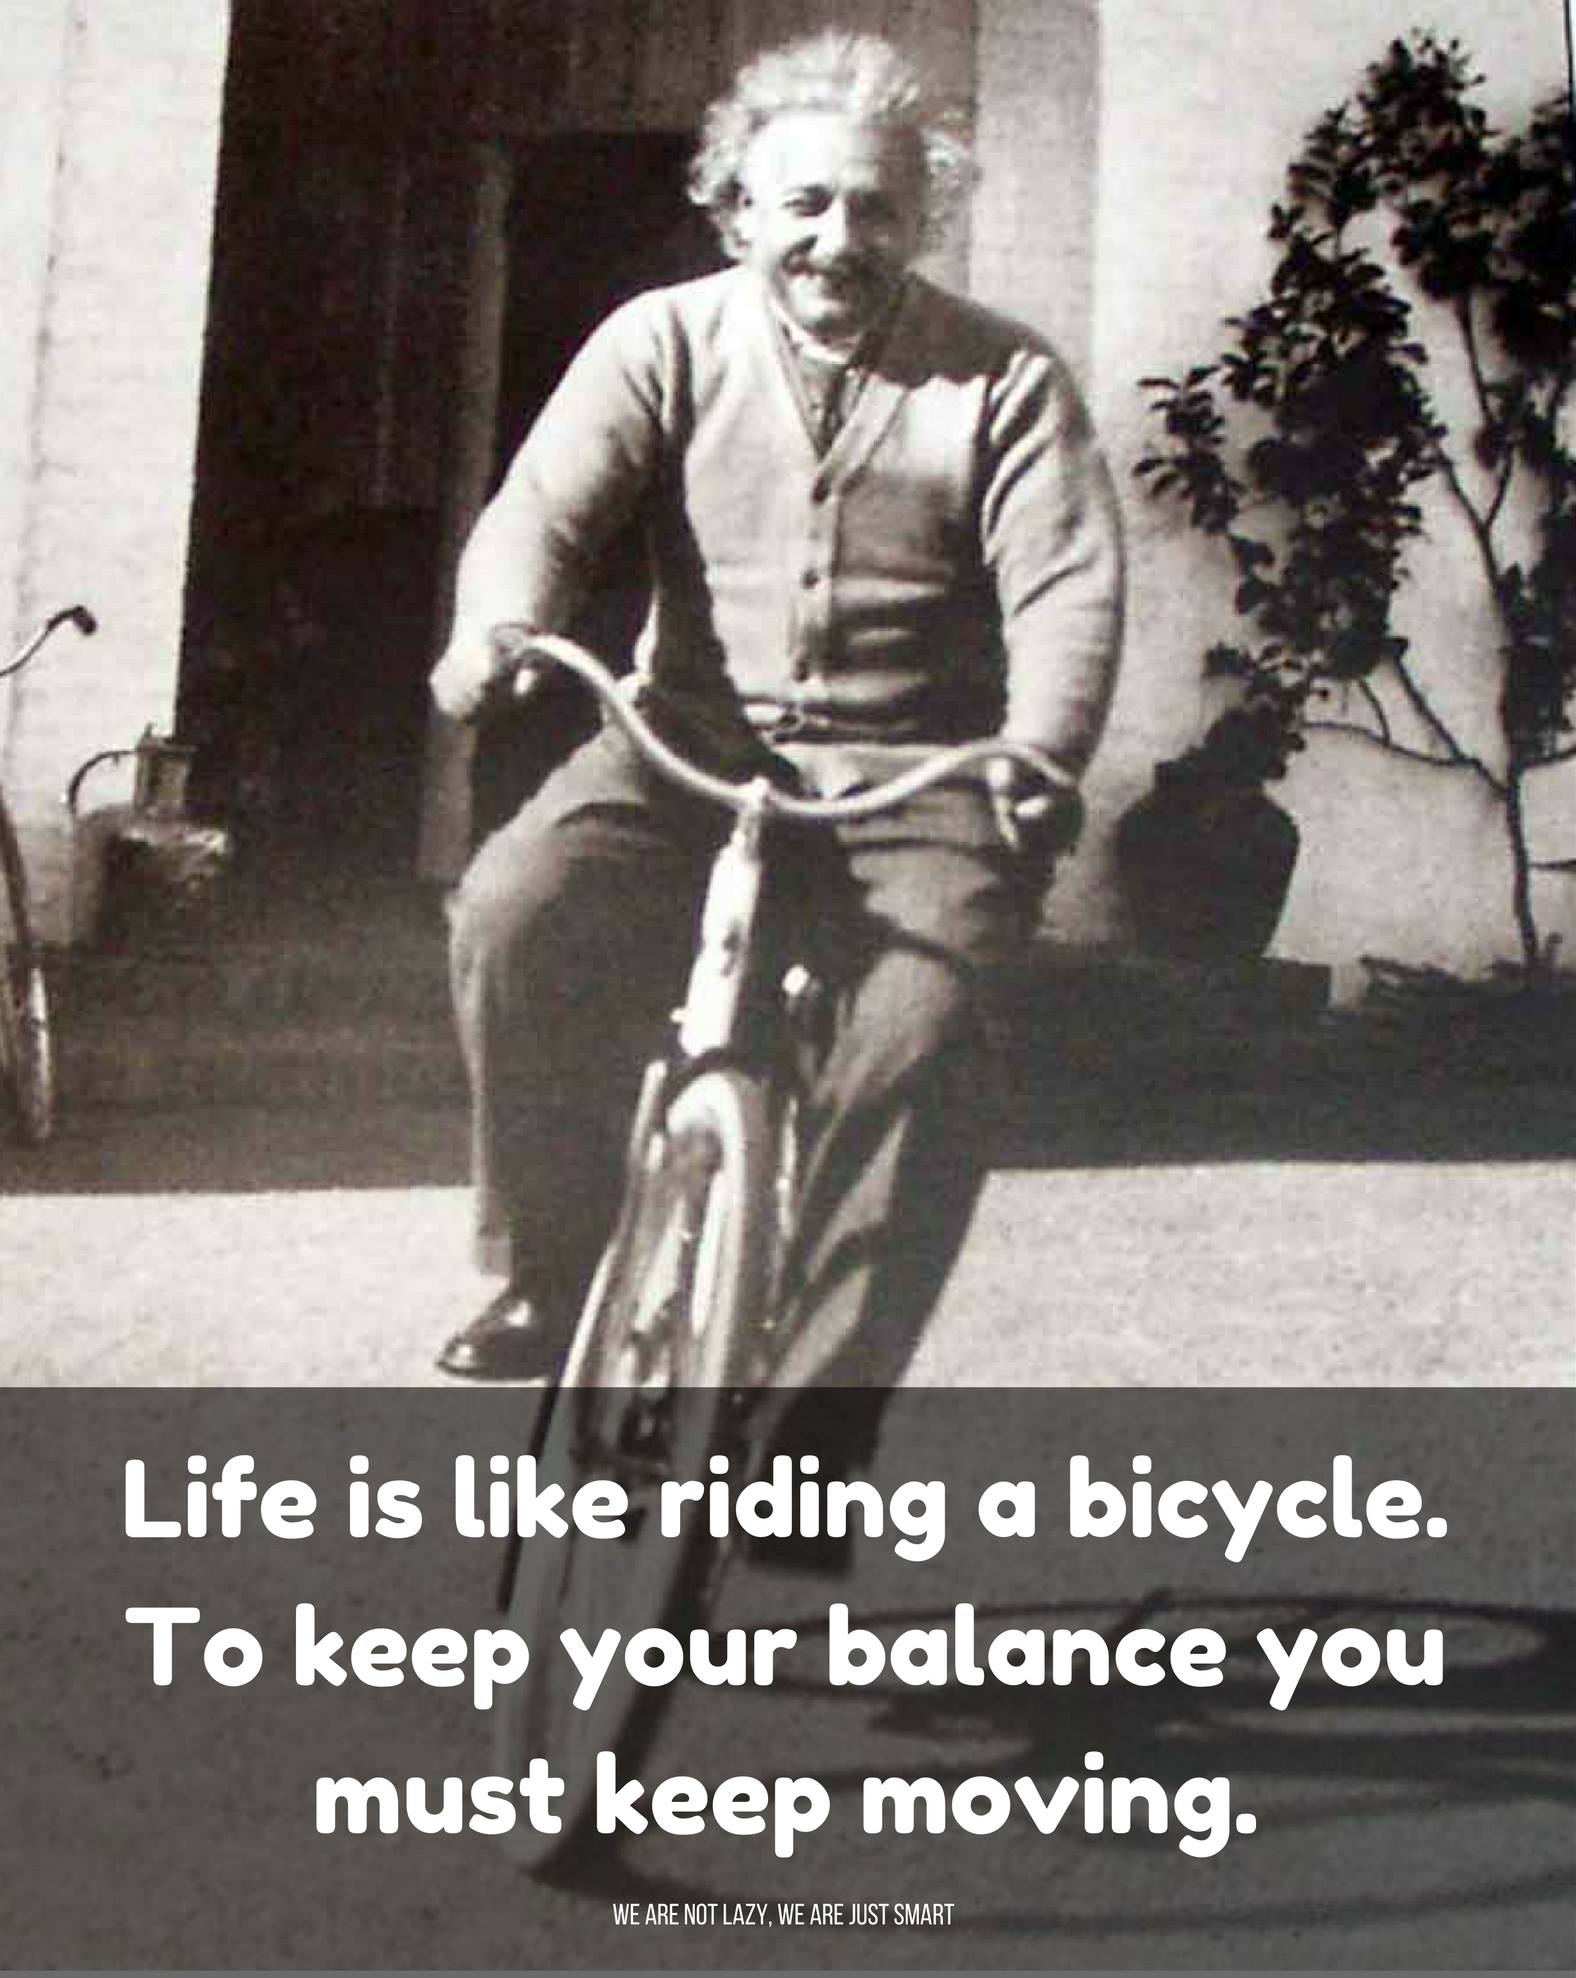 Life is like riding a bicycle.
To keep your balance you
must keep moving.
WE ARE NOT LAZY, WE ARE JUST SMART